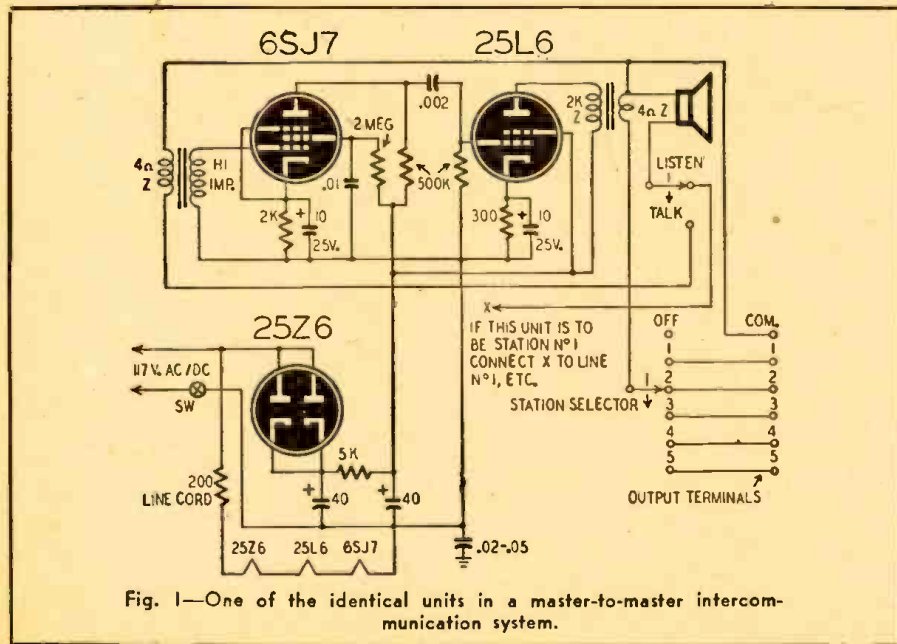 6SJ7
25L6
.002
2 MEG
500K
4Ω
Z
HI
IMP.
.01
2K
+
10
25V.
300
+
10
25V.
2K
Z
4Ω Z
LISTEN
TALK
25Z6
117 V. AC/DC
SW
200
LINE CORD
5K
+
40
+
40
25Z6
25L6
6SJ7
.02-.05
X
IF THIS UNIT IS TO
BE STATION Nº1
CONNECT X TO LINE
Nº1, ETC.
STATION SELECTOR
OFF
COM.
1
1
2
2
3
3
4
4
5
5
OUTPUT TERMINALS
Fig. 1—One of the identical units in a master-to-master intercom-
munication system.